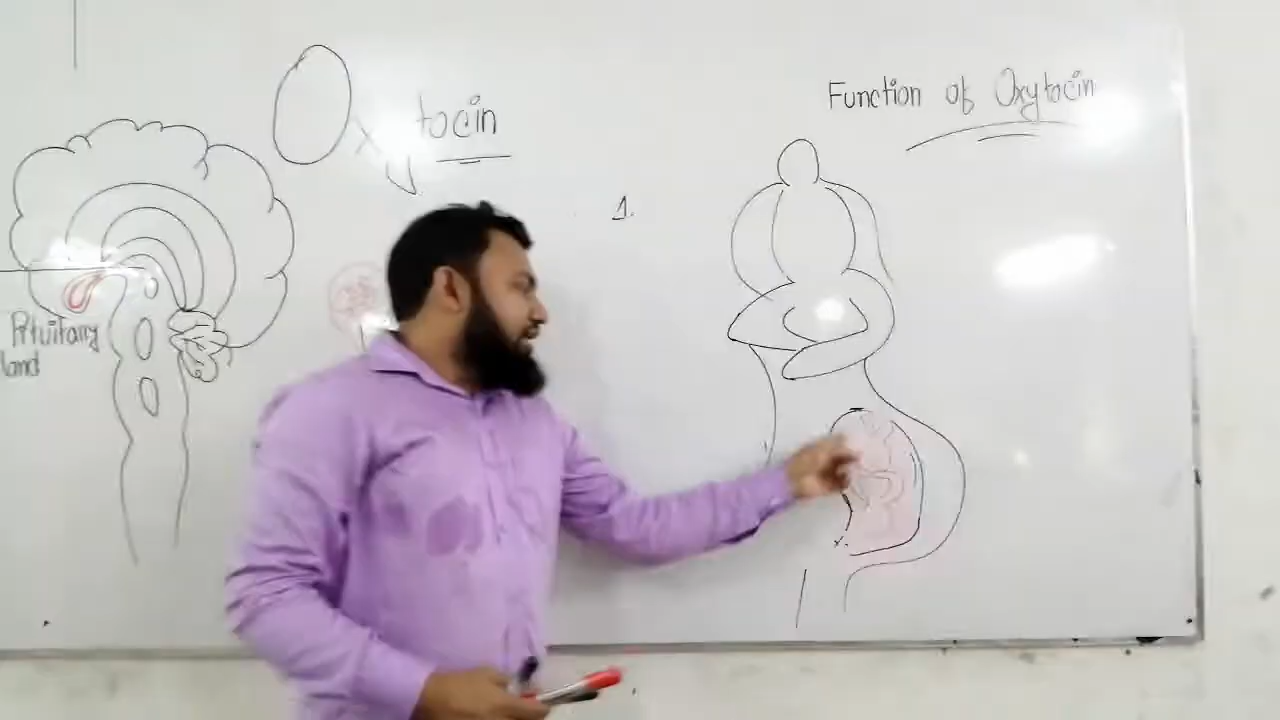 Oxytocin
Function of Oxytocin
1.
Pituitary
land